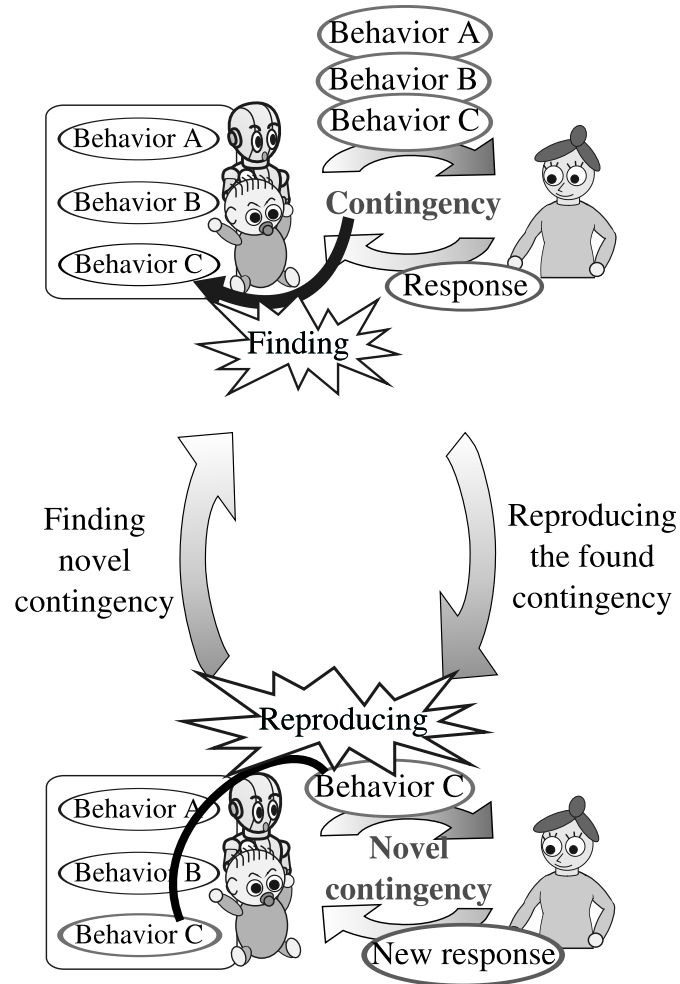 Behavior A
Behavior B
Behavior C
Behavior A
Behavior B
Behavior C
Contingency
Response
Finding
Finding
novel
contingency
Reproducing
the found
contingency
Reproducing
Behavior C
Behavior A
Behavior B
Behavior C
Novel
contingency
New response